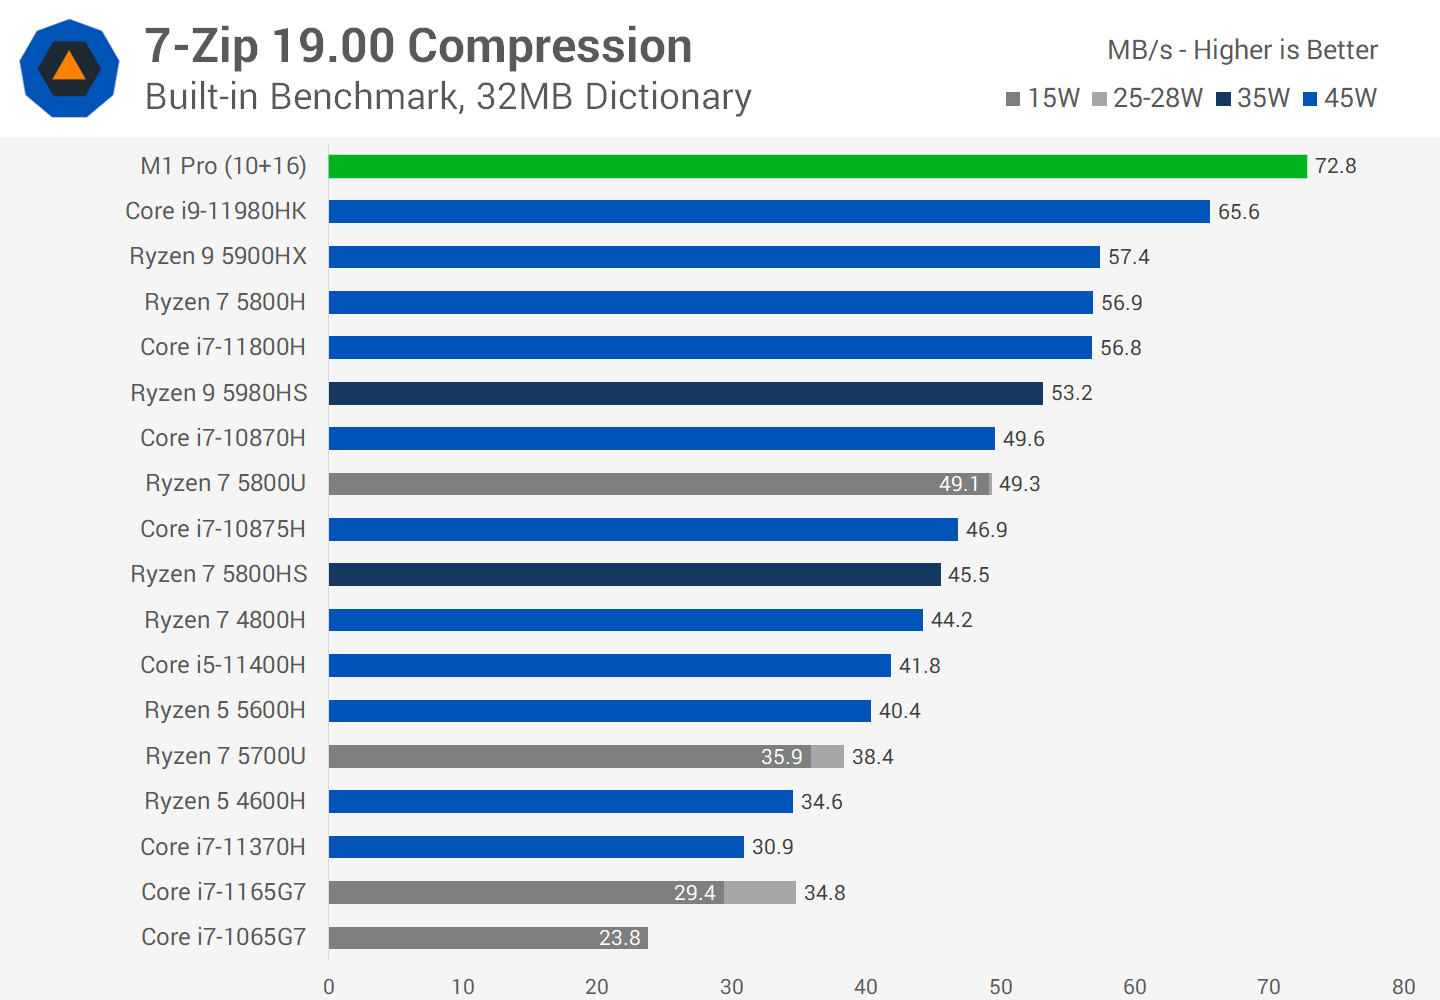 7-Zip 19.00 Compression
Built-in Benchmark, 32MB Dictionary
MB/s - Higher is Better
15W 25-28W 35W 45W
M1 Pro (10+16) 72.8
Core i9-11980HK 65.6
Ryzen 9 5900HX 57.4
Ryzen 7 5800H 56.9
Core i7-11800H 56.8
Ryzen 9 5980HS 53.2
Core i7-10870H 49.6
Ryzen 7 5800U 49.1 49.3
Core i7-10875H 46.9
Ryzen 7 5800HS 45.5
Ryzen 7 4800H 44.2
Core i5-11400H 41.8
Ryzen 5 5600H 40.4
Ryzen 7 5700U 35.9 38.4
Ryzen 5 4600H 34.6
Core i7-11370H 30.9
Core i7-1165G7 29.4 34.8
Core i7-1065G7 23.8
0 10 20 30 40 50 60 70 80